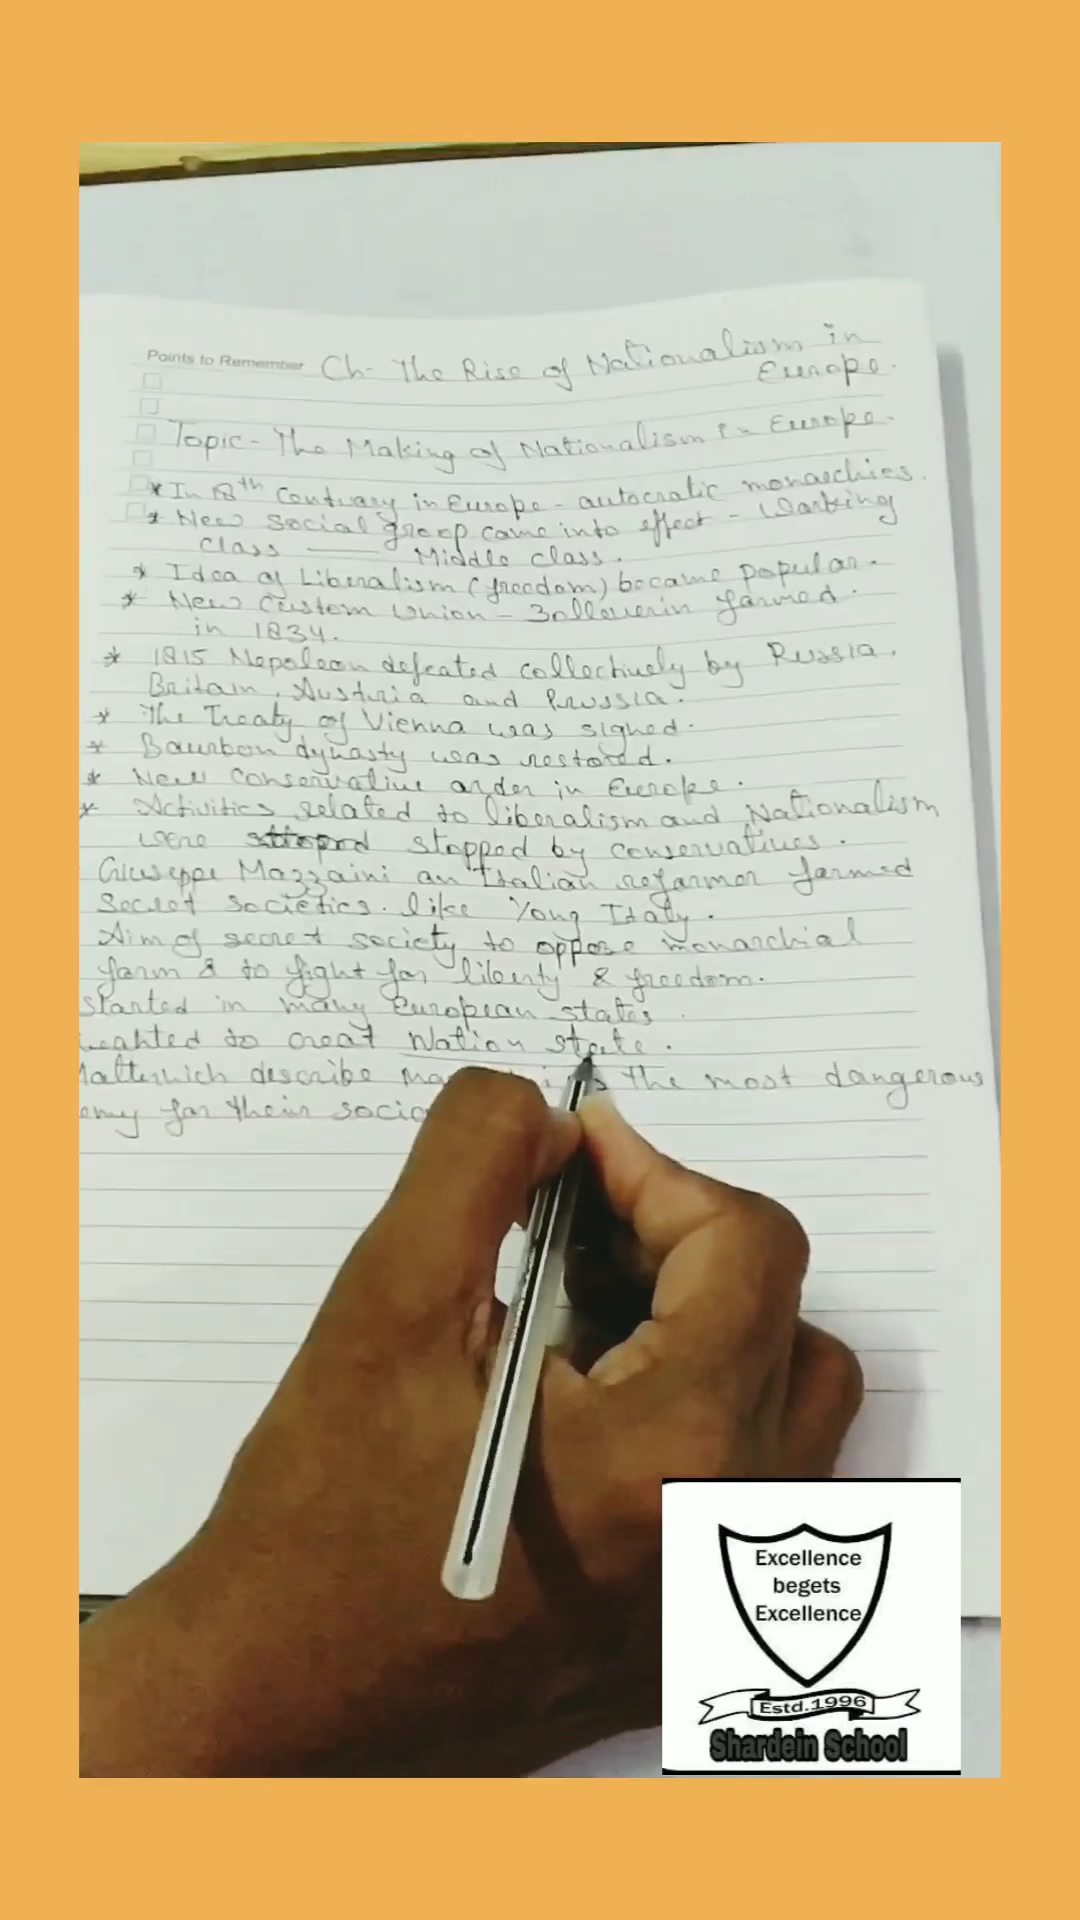 Points to Remember
Ch- The Rise of Nationalism in
Europe.
Topic - The Making of Nationalism in Europe.
* In 18th Centuary in Europe - autocratic monarchies.
* New Social group came into effect - Working
class —— Middle class.
* Idea of Liberalism (freedom) became popular.
* New Custom Union - Zollverin formed.
in 1834.
* 1815 Nepoleon defeated collectively by Russia,
Britain, Austria and Prussia.
* The Treaty of Vienna was signed.
* Bourbon dynasty was restored.
* New Conservative order in Europe.
* Activities related to liberalism and Nationalism
were stopped by conservatives.
Giuseppe Mazzaini an Italian reformer formed
Secret societies. like Yong Italy.
Aim of secret society to oppose monarchial
form & to fight for liberty & freedom.
started in many European states.
wanted to creat Nation state.
describe the most dangerous
for their
Excellence
begets
Excellence
Estd.1996
Shardein School